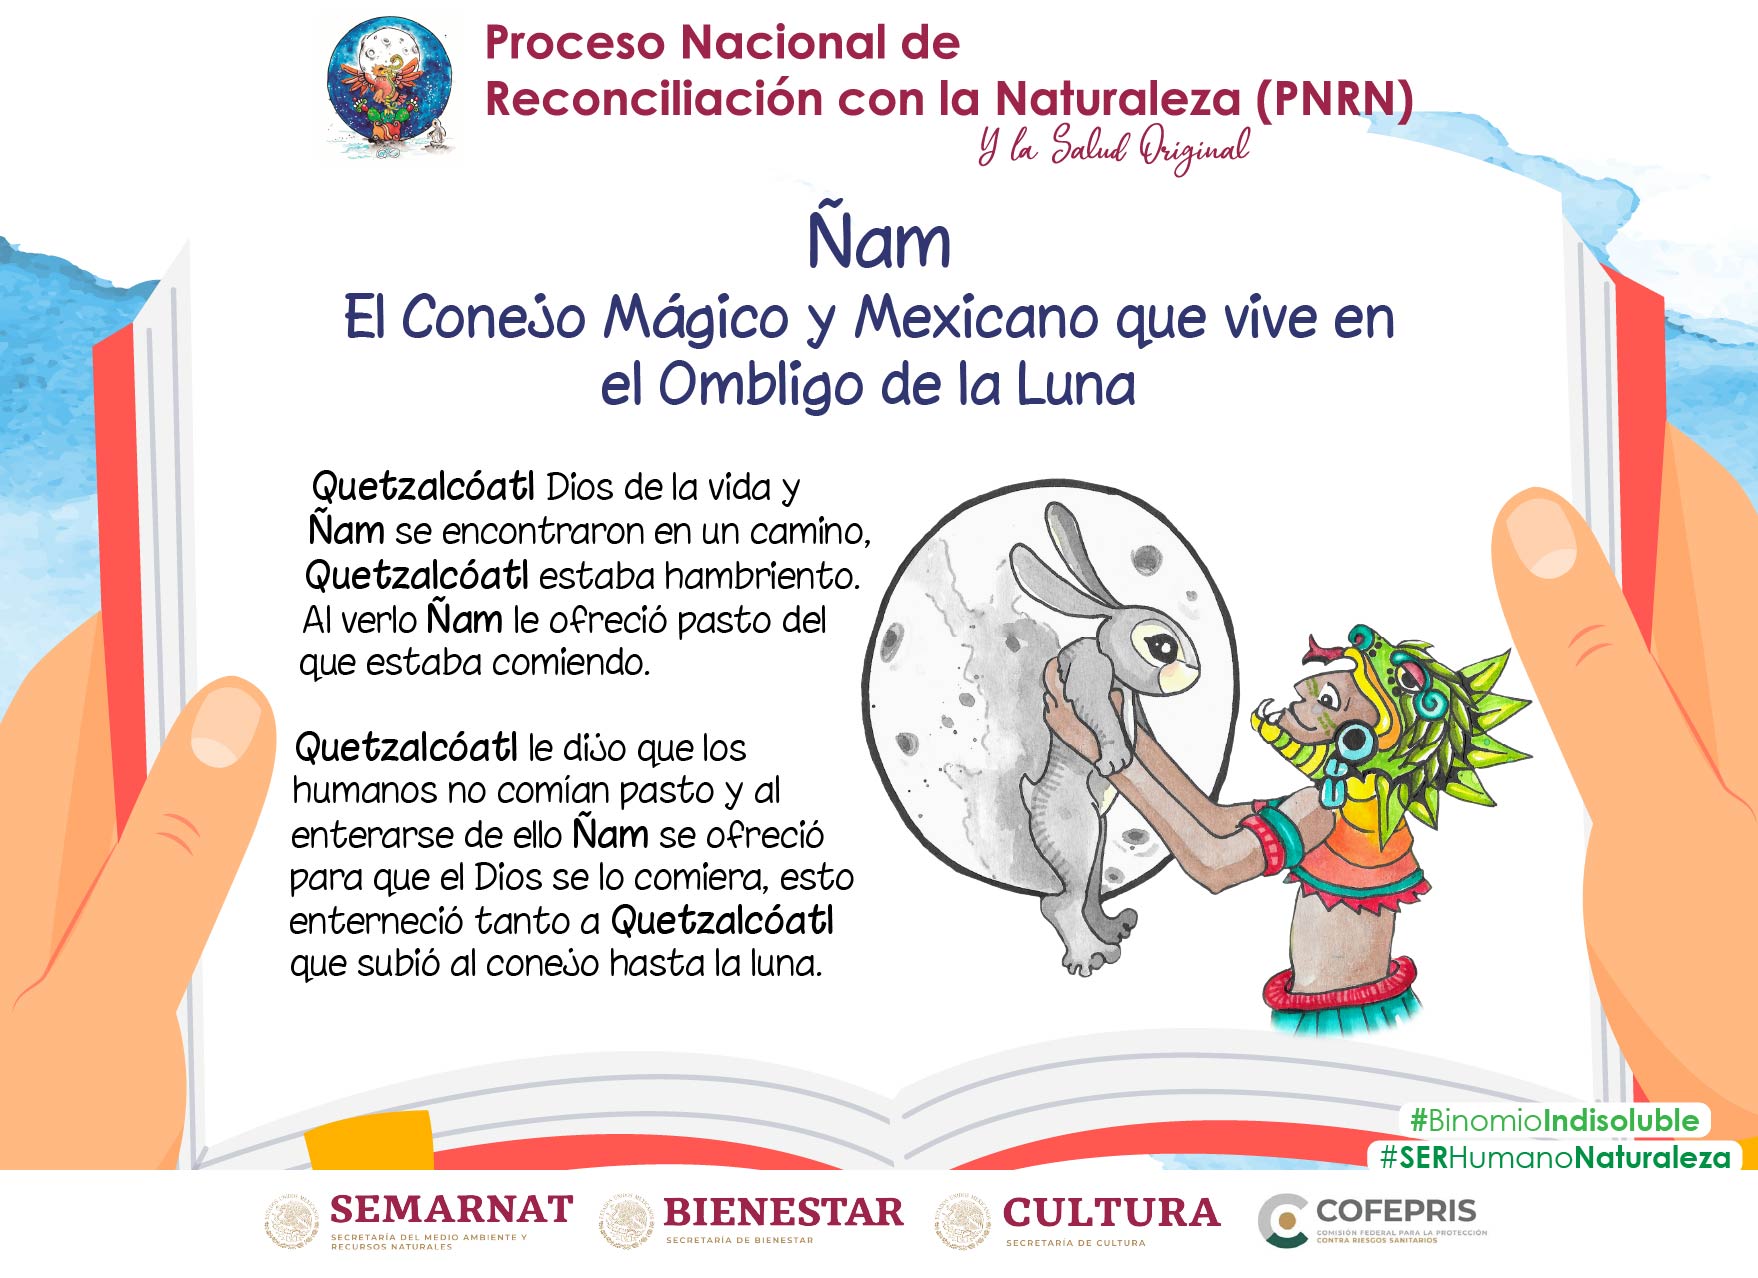 Proceso Nacional de
Reconciliación con la Naturaleza (PNRN)
Y la Salud Original
Ñam
El Conejo Mágico y Mexicano que vive en
el Ombligo de la Luna
Quetzalcóatl Dios de la vida y
Ñam se encontraron en un camino,
Quetzalcóatl estaba hambriento.
Al verlo Ñam le ofreció pasto del
que estaba comiendo.
Quetzalcóatl le dijo que los
humanos no comían pasto y al
enterarse de ello Ñam se ofreció
para que el Dios se lo comiera, esto
enterneció tanto a Quetzalcóatl
que subió al conejo hasta la luna.
#BinomioIndisoluble
#SERHumanoNaturaleza
SEMARNAT
SECRETARÍA DEL MEDIO AMBIENTE Y
RECURSOS NATURALES
BIENESTAR
SECRETARÍA DE BIENESTAR
CULTURA
SECRETARÍA DE CULTURA
COFEPRIS
COMISIÓN FEDERAL PARA LA PROTECCIÓN
CONTRA RIESGOS SANITARIOS